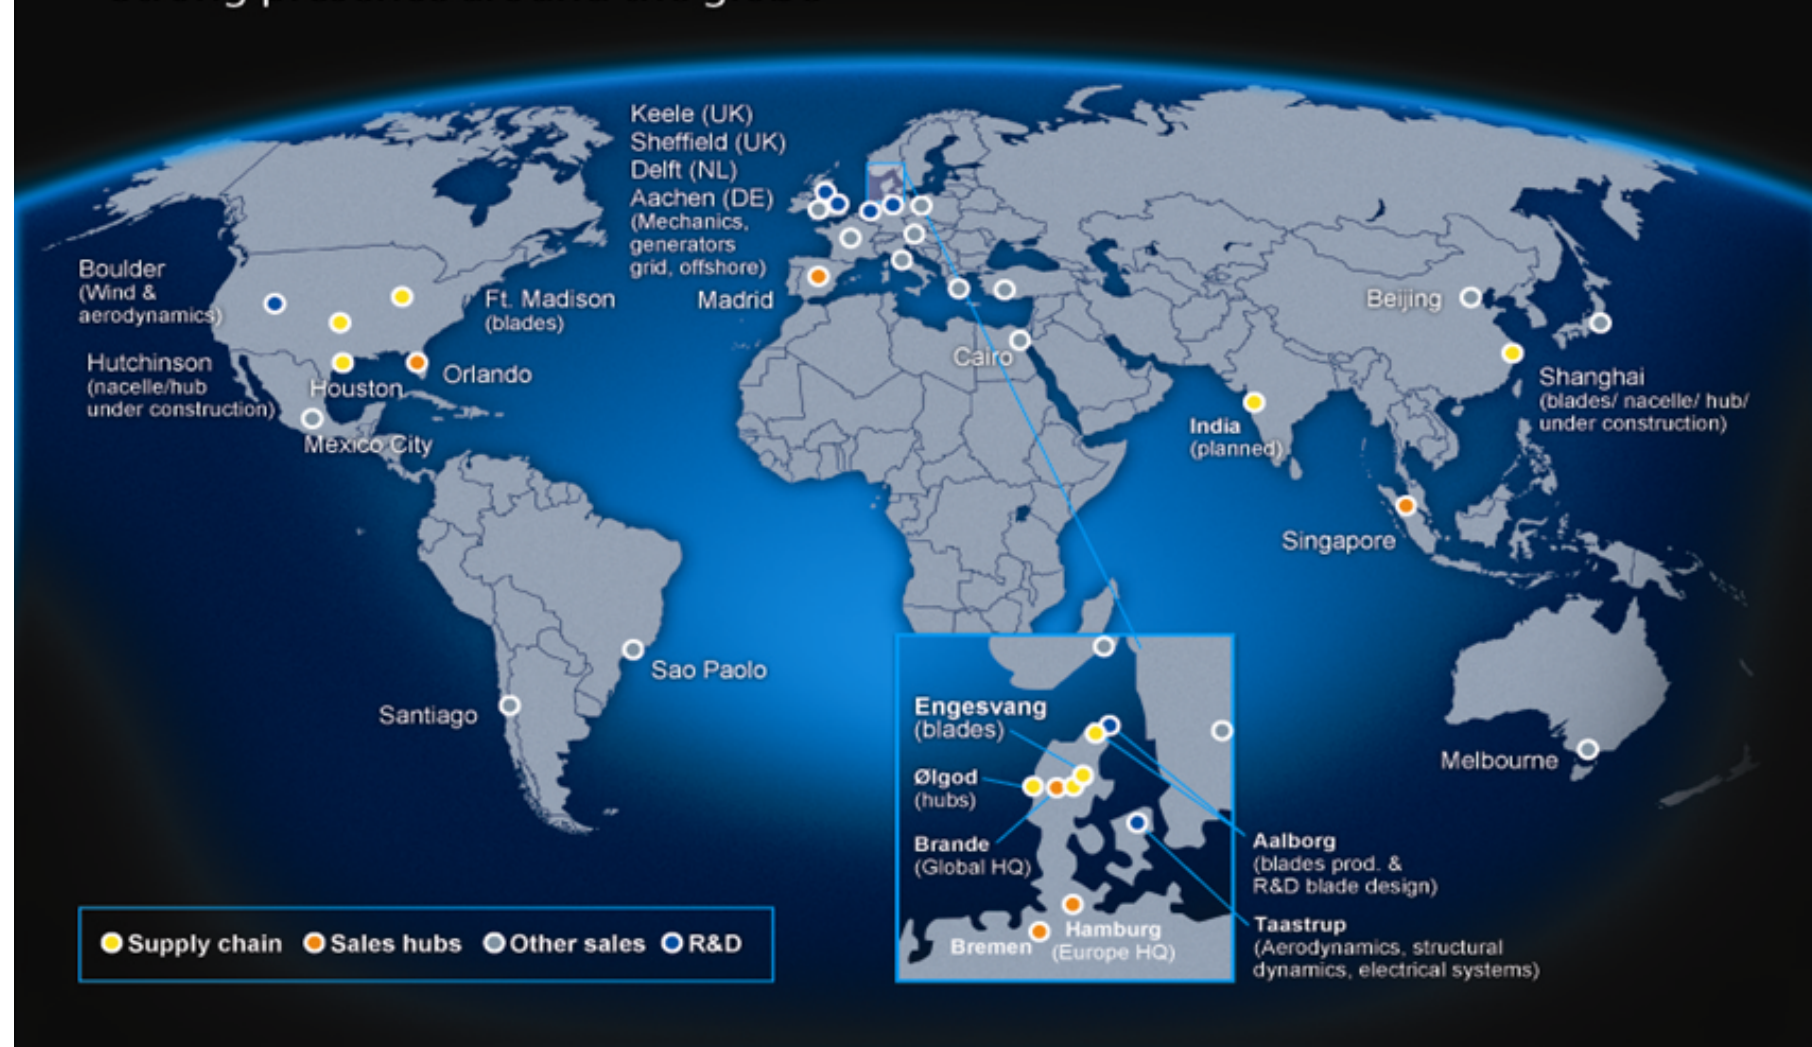 Keele (UK)
Sheffield (UK)
Delft (NL)
Aachen (DE)
(Mechanics,
generators
grid, offshore)
Madrid
Boulder
(Wind &
aerodynamics)
Ft. Madison
(blades)
Hutchinson
(nacelle/hub
under construction)
Houston
Orlando
Mexico City
Cairo
Beijing
Shanghai
(blades/ nacelle/ hub/
under construction)
India
(planned)
Singapore
Sao Paolo
Santiago
Melbourne
Engesvang
(blades)
Ølgod
(hubs)
Brande
(Global HQ)
Hamburg
(Europe HQ)
Bremen
Aalborg
(blades prod. &
R&D blade design)
Taastrup
(Aerodynamics, structural
dynamics, electrical systems)
Supply chain
Sales hubs
Other sales
R&D